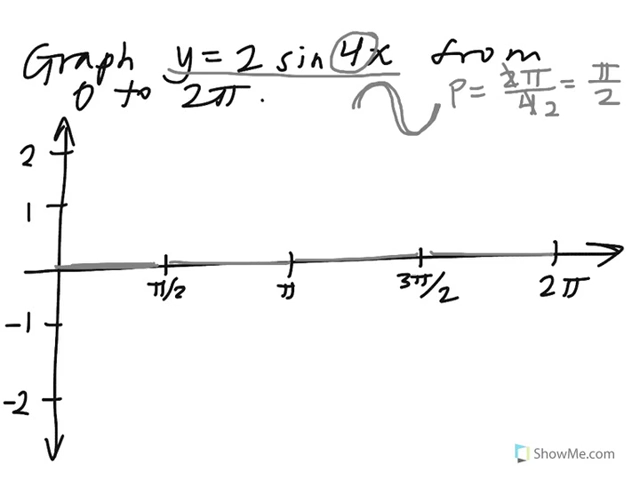 Graph y = 2 sin 4x from
0 to 2π.
P = 2π/4 2 = π/2
2
1
-1
-2
π/2 π 3π/2 2π
ShowMe.com